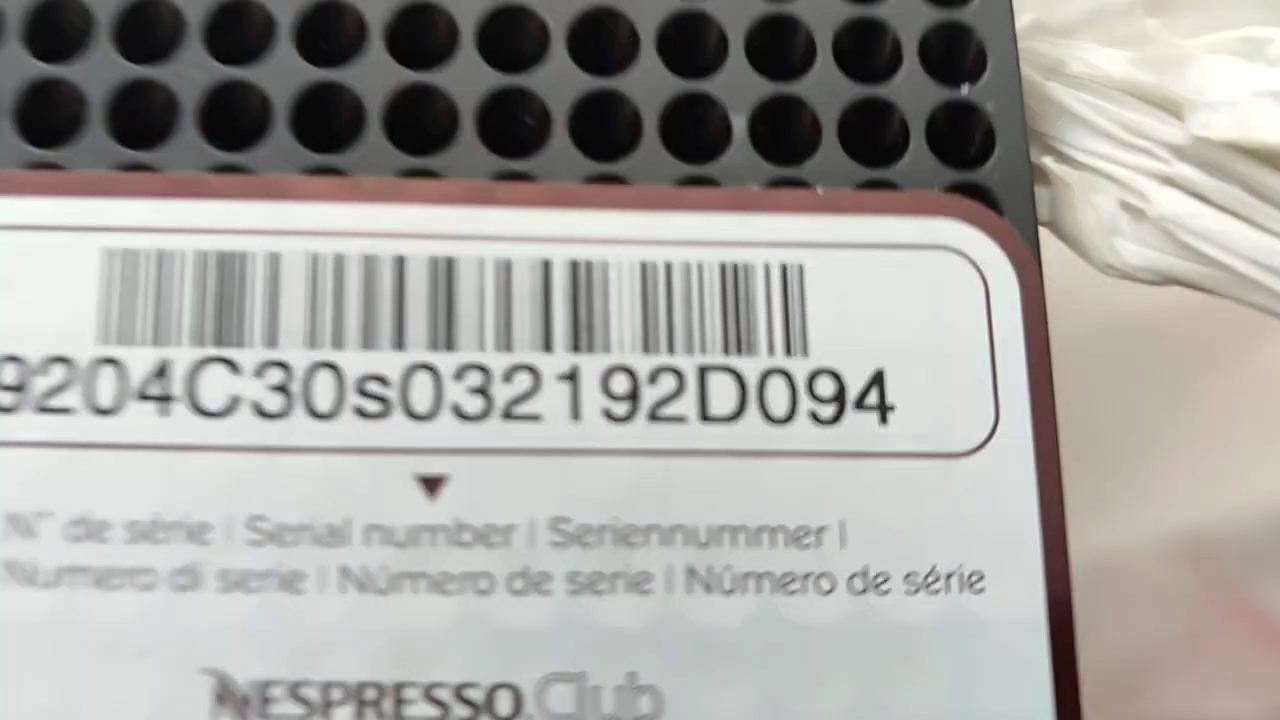 9204C30s032192D094
N° de série | Serial number | Seriennummer |
Numero di serie | Número de serie | Número de série
NESPRESSO Club